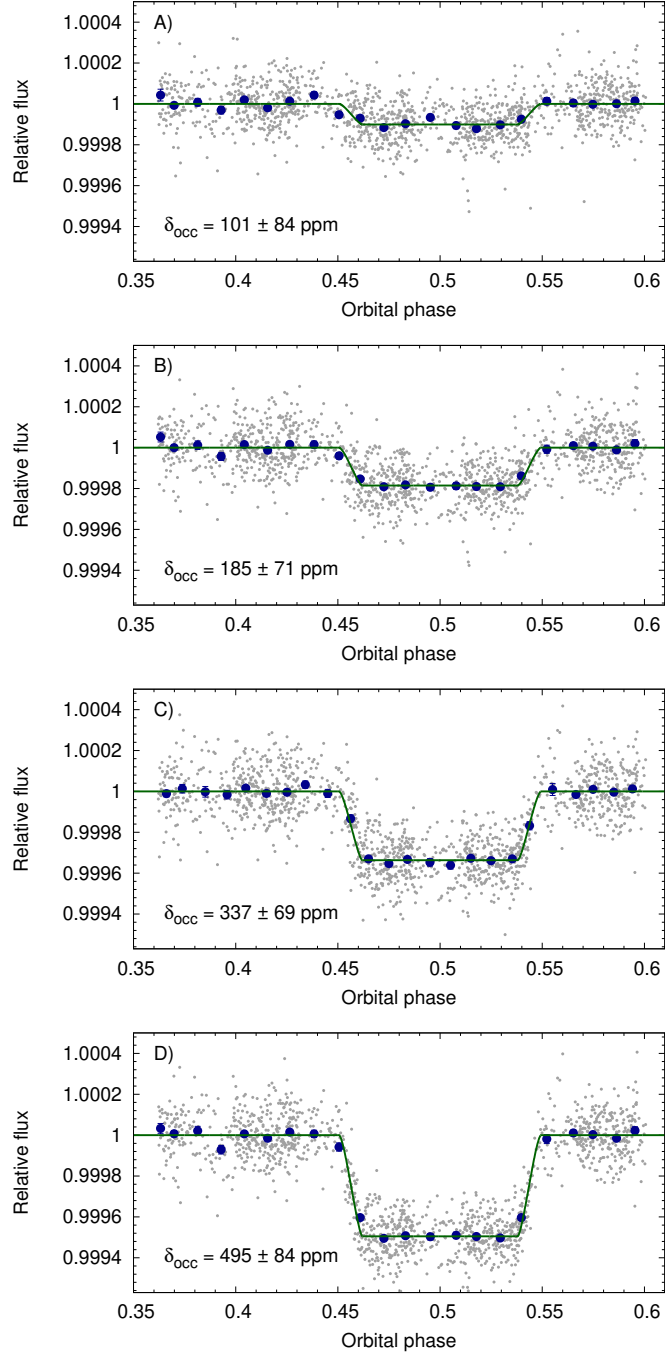 A)
1.0004
1.0002
1
0.9998
0.9996
0.9994
Relative flux
δocc = 101 ± 84 ppm
0.35 0.4 0.45 0.5 0.55 0.6
Orbital phase
B)
1.0004
1.0002
1
0.9998
0.9996
0.9994
Relative flux
δocc = 185 ± 71 ppm
0.35 0.4 0.45 0.5 0.55 0.6
Orbital phase
C)
1.0004
1.0002
1
0.9998
0.9996
0.9994
Relative flux
δocc = 337 ± 69 ppm
0.35 0.4 0.45 0.5 0.55 0.6
Orbital phase
D)
1.0004
1.0002
1
0.9998
0.9996
0.9994
Relative flux
δocc = 495 ± 84 ppm
0.35 0.4 0.45 0.5 0.55 0.6
Orbital phase